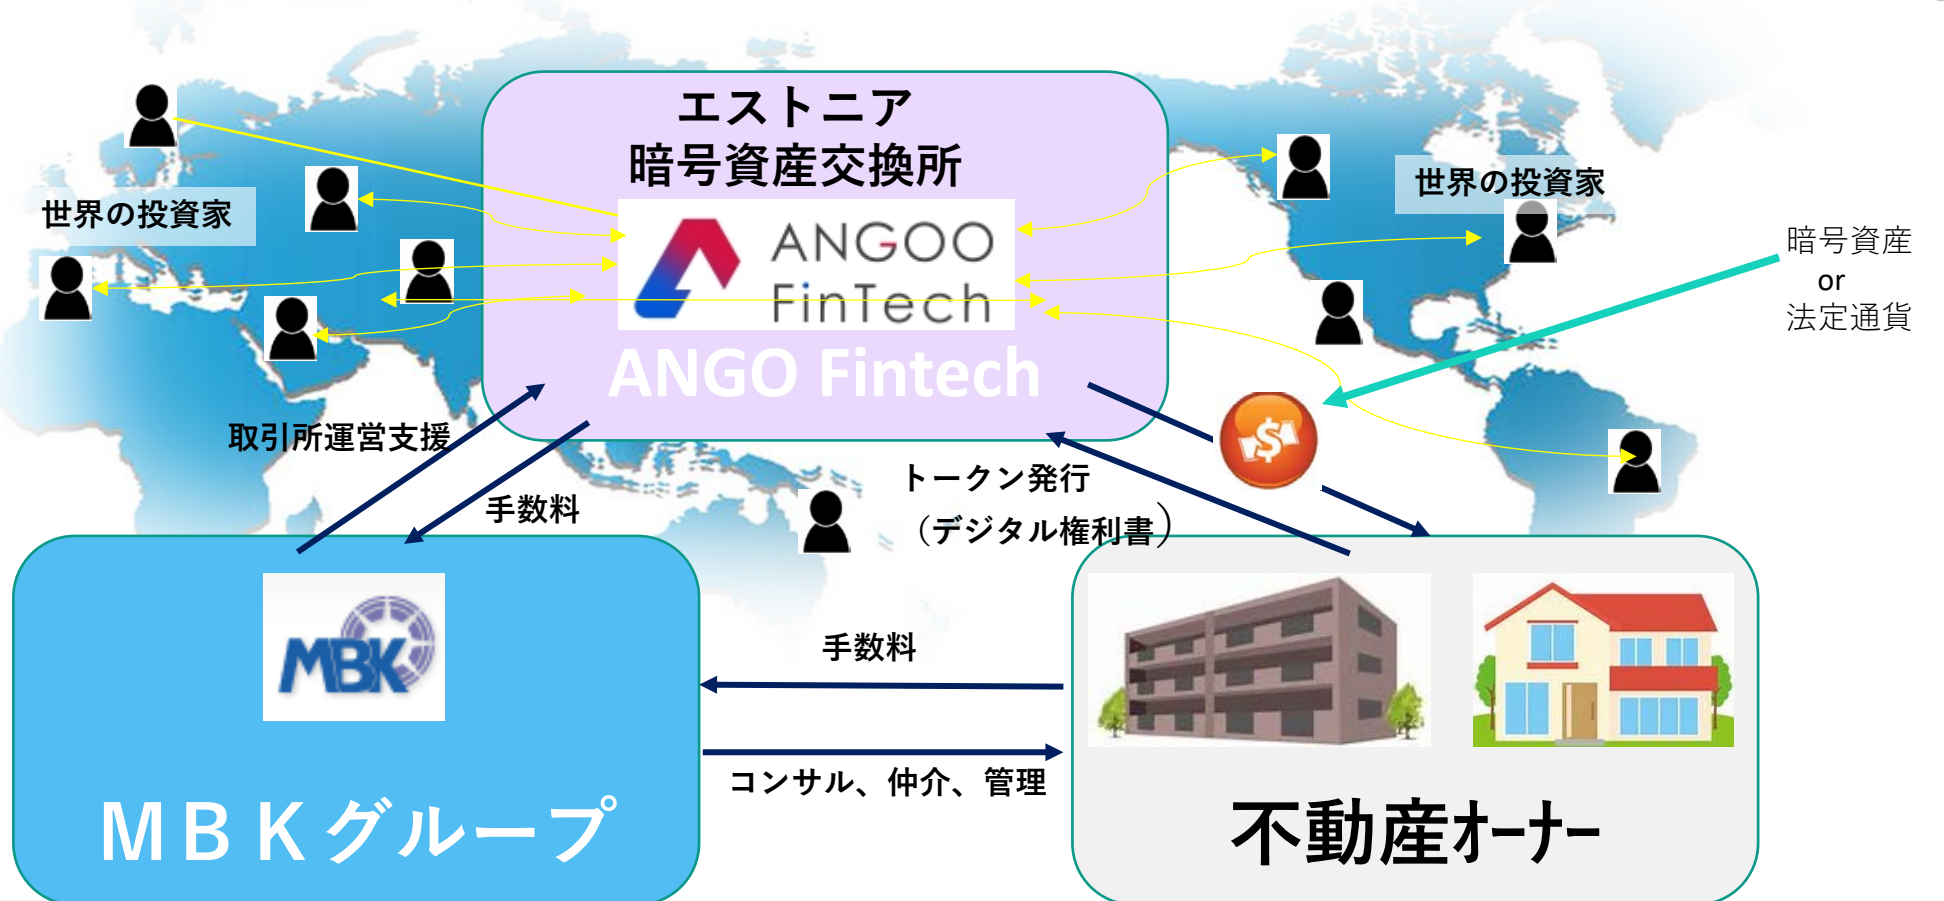 エストニア
暗号資産交換所
ANGOO
FinTech
ANGO Fintech
世界の投資家
世界の投資家
暗号資産
or
法定通貨
取引所運営支援
手数料
トークン発行
（デジタル権利書）
MBK
手数料
コンサル、仲介、管理
ＭＢＫグループ
不動産ｵｰﾅｰ